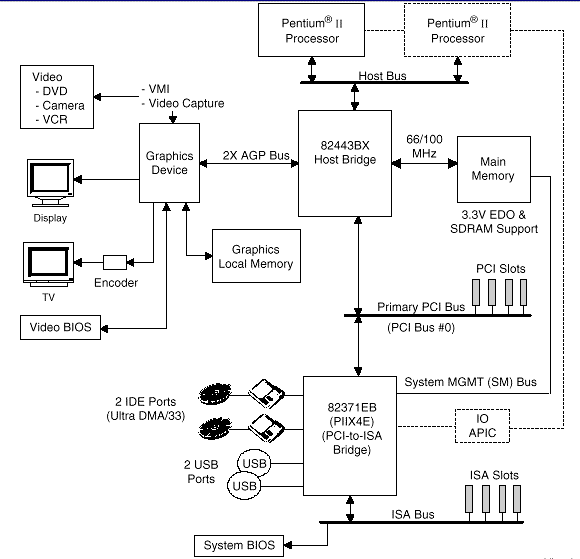 Pentium® II
Processor
Pentium® II
Processor
Host Bus
Video
- DVD
- Camera
- VCR
- VMI
- Video Capture
Graphics
Device
2X AGP Bus
82443BX
Host Bridge
66/100
MHz
Main
Memory
3.3V EDO &
SDRAM Support
Display
TV
Encoder
Graphics
Local Memory
Video BIOS
PCI Slots
Primary PCI Bus
(PCI Bus #0)
System MGMT (SM) Bus
2 IDE Ports
(Ultra DMA/33)
82371EB
(PIIX4E)
(PCI-to-ISA
Bridge)
IO
APIC
2 USB
Ports
USB
USB
ISA Slots
ISA Bus
System BIOS